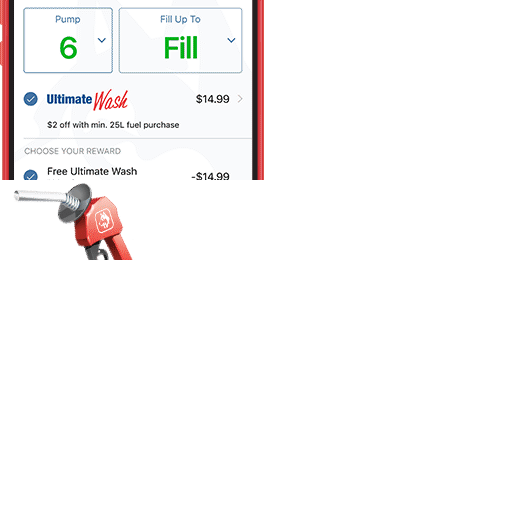 Pump
Fill Up To
6
Fill
Ultimate Wash
$14.99
$2 off with min. 25L fuel purchase
CHOOSE YOUR REWARD
Free Ultimate Wash
-$14.99